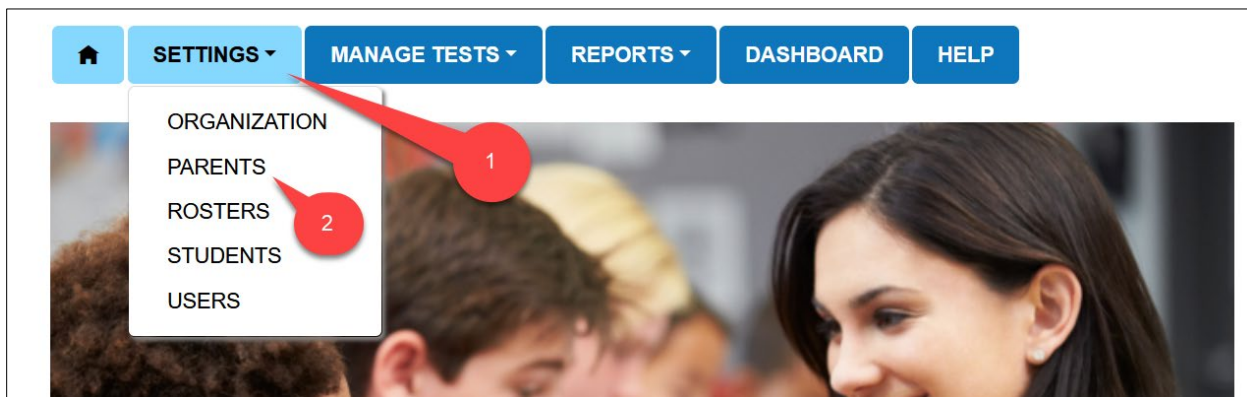 SETTINGS MANAGE TESTS REPORTS DASHBOARD HELP
ORGANIZATION
PARENTS
ROSTERS
STUDENTS
USERS
1
2